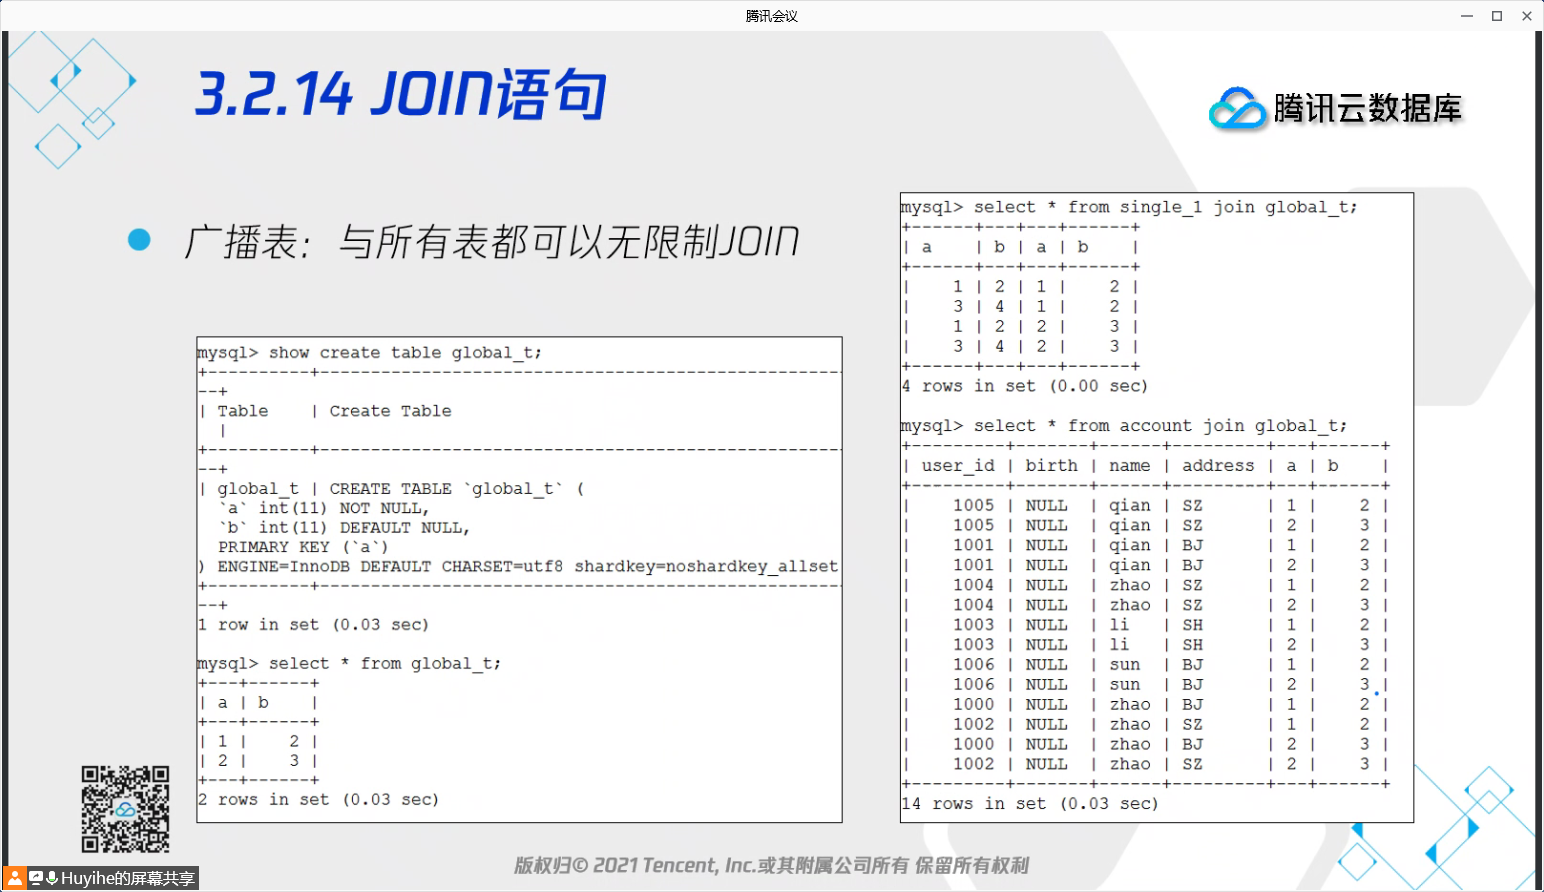 腾讯会议
3.2.14 JOIN语句
腾讯云数据库
广播表：与所有表都可以无限制JOIN
mysql> show create table global_t;
+----------+---------------------------------------------------
--+
| Table    | Create Table
  |
+----------+---------------------------------------------------
--+
| global_t | CREATE TABLE `global_t` (
  `a` int(11) NOT NULL,
  `b` int(11) DEFAULT NULL,
  PRIMARY KEY (`a`)
) ENGINE=InnoDB DEFAULT CHARSET=utf8 shardkey=noshardkey_allset
+----------+---------------------------------------------------
--+
1 row in set (0.03 sec)
mysql> select * from global_t;
+---+------+
| a | b    |
+---+------+
| 1 |    2 |
| 2 |    3 |
+---+------+
2 rows in set (0.03 sec)
mysql> select * from single_1 join global_t;
+------+---+---+------+
| a    | b | a | b    |
+------+---+---+------+
|    1 | 2 | 1 |    2 |
|    3 | 4 | 1 |    2 |
|    1 | 2 | 2 |    3 |
|    3 | 4 | 2 |    3 |
+------+---+---+------+
4 rows in set (0.00 sec)
mysql> select * from account join global_t;
+---------+-------+------+---------+---+------+
| user_id | birth | name | address | a | b    |
+---------+-------+------+---------+---+------+
|    1005 | NULL  | qian | SZ      | 1 |    2 |
|    1005 | NULL  | qian | SZ      | 2 |    3 |
|    1001 | NULL  | qian | BJ      | 1 |    2 |
|    1001 | NULL  | qian | BJ      | 2 |    3 |
|    1004 | NULL  | zhao | SZ      | 1 |    2 |
|    1004 | NULL  | zhao | SZ      | 2 |    3 |
|    1003 | NULL  | li   | SH      | 1 |    2 |
|    1003 | NULL  | li   | SH      | 2 |    3 |
|    1006 | NULL  | sun  | BJ      | 1 |    2 |
|    1006 | NULL  | sun  | BJ      | 2 |    3 |
|    1000 | NULL  | zhao | BJ      | 1 |    2 |
|    1002 | NULL  | zhao | SZ      | 1 |    2 |
|    1000 | NULL  | zhao | BJ      | 2 |    3 |
|    1002 | NULL  | zhao | SZ      | 2 |    3 |
+---------+-------+------+---------+---+------+
14 rows in set (0.03 sec)
版权归© 2021 Tencent, Inc.或其附属公司所有 保留所有权利
Huyihe的屏幕共享